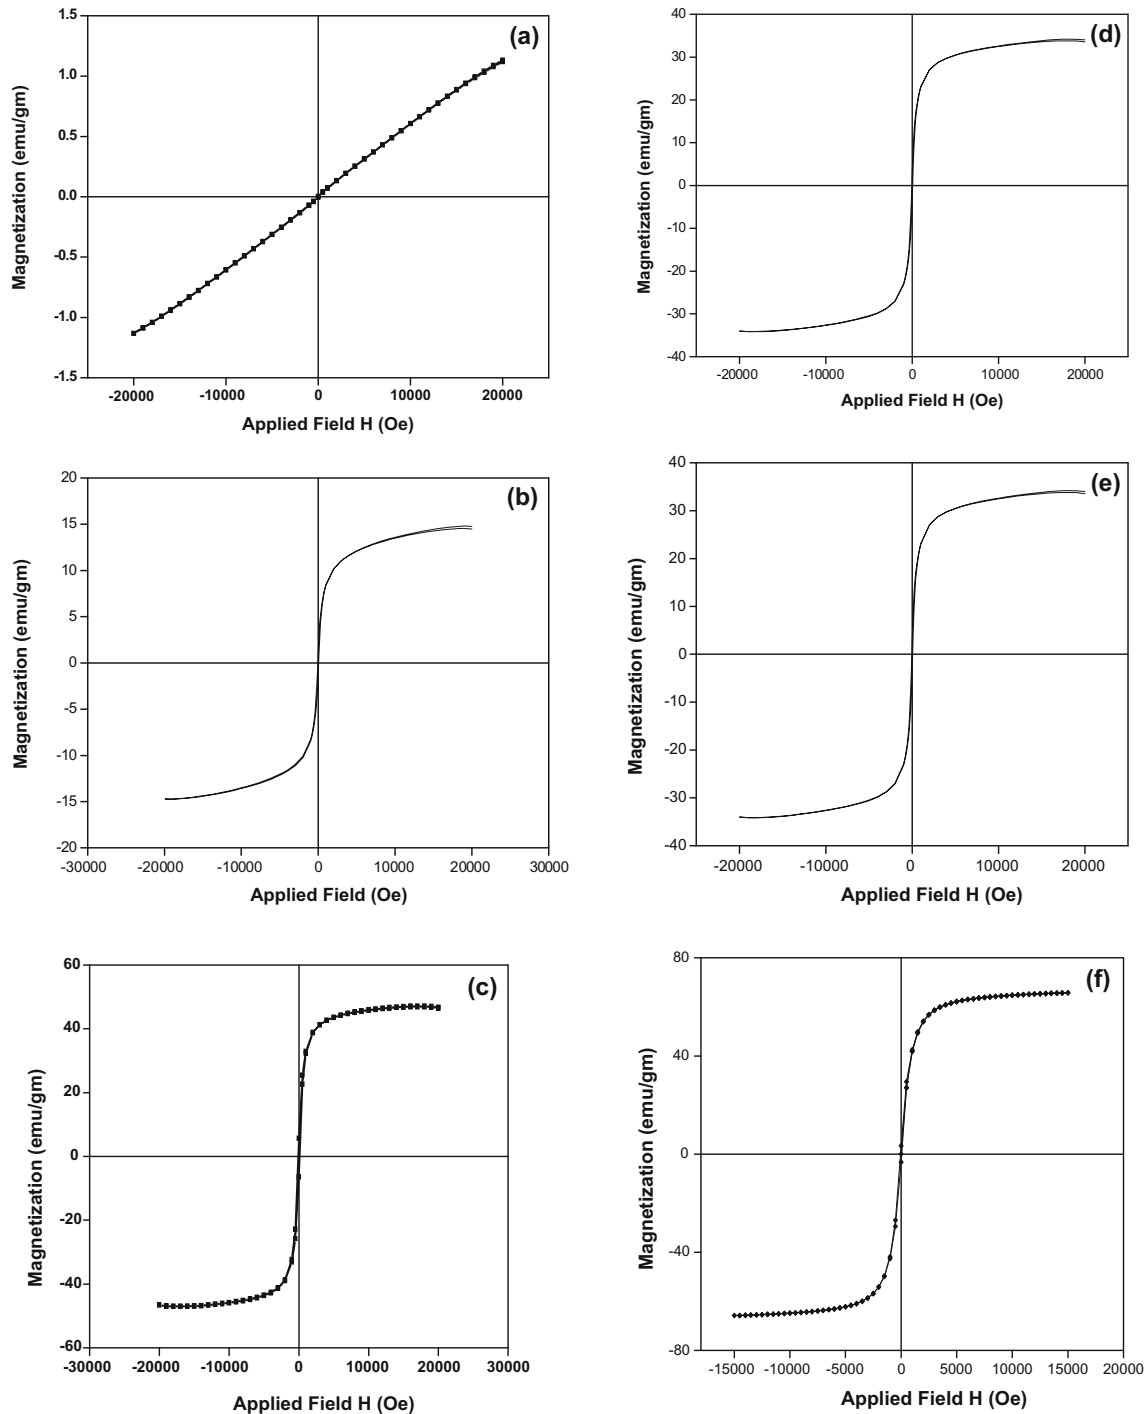 (a)
1.5
1.0
0.5
0.0
-0.5
-1.0
-1.5
-20000 -10000 0 10000 20000
Magnetization (emu/gm)
Applied Field H (Oe)
(d)
40
30
20
10
0
-10
-20
-30
-40
-20000 -10000 0 10000 20000
Magnetization (emu/gm)
Applied Field H (Oe)
(b)
20
15
10
5
0
-5
-10
-15
-20
-30000 -20000 -10000 0 10000 20000 30000
Magnetization (emu/gm)
Applied Field (Oe)
(e)
40
30
20
10
0
-10
-20
-30
-40
-20000 -10000 0 10000 20000
Magnetization (emu/gm)
Applied Field H (Oe)
(c)
60
40
20
0
-20
-40
-60
-30000 -20000 -10000 0 10000 20000 30000
Magnetization (emu/gm)
Applied Field H (Oe)
(f)
80
40
0
-40
-80
-15000 -10000 -5000 0 5000 10000 15000 20000
Magnetization (emu/gm)
Applied Field H (Oe)